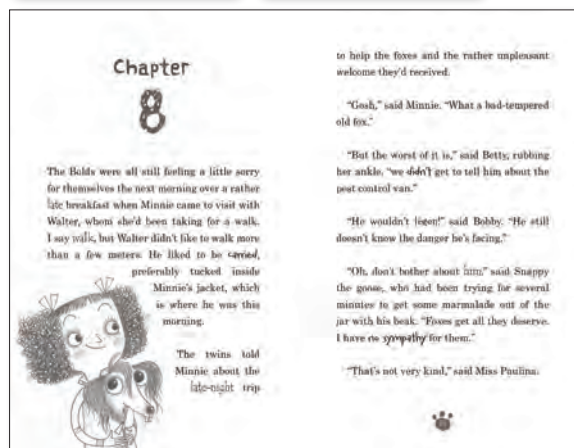 Chapter
8
The Bolds were all still feeling a little sorry
for themselves the next morning over a rather
late breakfast when Minnie came to visit with
Walter, whom she'd been taking for a walk.
I say walk, but Walter didn't like to walk more
than a few meters. He liked to be carried,
preferably tucked inside
Minnie's jacket, which
is where he was this
morning.
The twins told
Minnie about the
late-night trip
to help the foxes and the rather unpleasant
welcome they'd received.
"Gosh," said Minnie. "What a bad-tempered
old fox."
"But the worst of it is," said Betty, rubbing
her ankle, "we didn't get to tell him about the
pest control van."
"He wouldn't listen!" said Bobby. "He still
doesn't know the danger he's facing."
"Oh, don't bother about him," said Snappy
the goose, who had been trying for several
minutes to get some marmalade out of the
jar with his beak. "Foxes get all they deserve.
I have no sympathy for them."
"That's not very kind," said Miss Paulina.